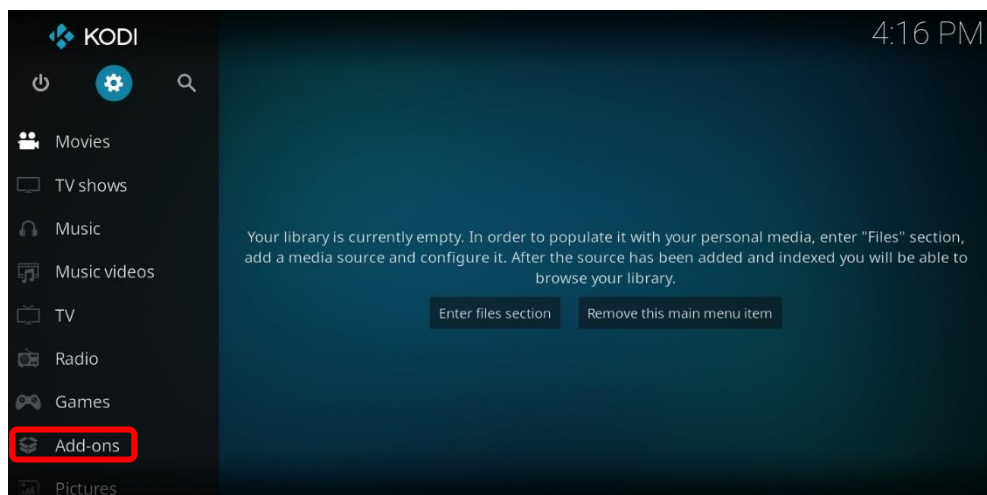 KODI
4:16 PM
Movies
TV shows
Music
Music videos
TV
Radio
Games
Add-ons
Pictures
Your library is currently empty. In order to populate it with your personal media, enter "Files" section,
add a media source and configure it. After the source has been added and indexed you will be able to
browse your library.
Enter files section
Remove this main menu item